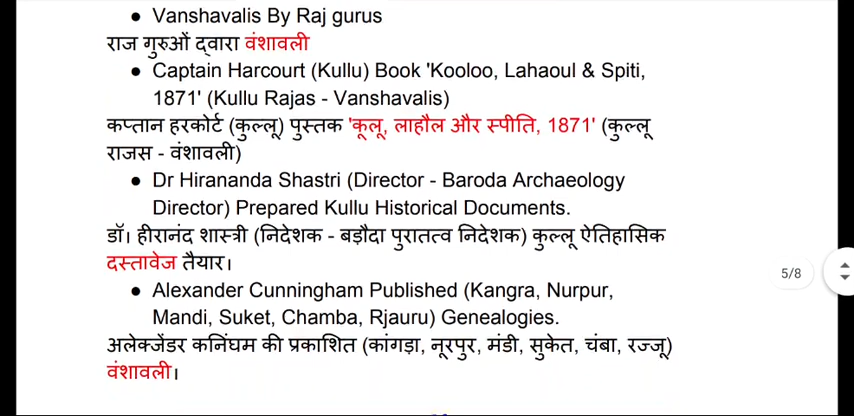 ● Vanshavalis By Raj gurus
राज गुरुओं द्वारा वंशावली
● Captain Harcourt (Kullu) Book 'Kooloo, Lahaoul & Spiti,
1871' (Kullu Rajas - Vanshavalis)
कप्तान हरकोर्ट (कुल्लू) पुस्तक 'कूलू, लाहौल और स्पीति, 1871' (कुल्लू
राजस - वंशावली)
● Dr Hirananda Shastri (Director - Baroda Archaeology
Director) Prepared Kullu Historical Documents.
डॉ। हीरानंद शास्त्री (निदेशक - बड़ौदा पुरातत्व निदेशक) कुल्लू ऐतिहासिक
दस्तावेज तैयार।
5/8
● Alexander Cunningham Published (Kangra, Nurpur,
Mandi, Suket, Chamba, Rjauru) Genealogies.
अलेक्जेंडर कनिंघम की प्रकाशित (कांगड़ा, नूरपुर, मंडी, सुकेत, चंबा, रज्जू)
वंशावली।